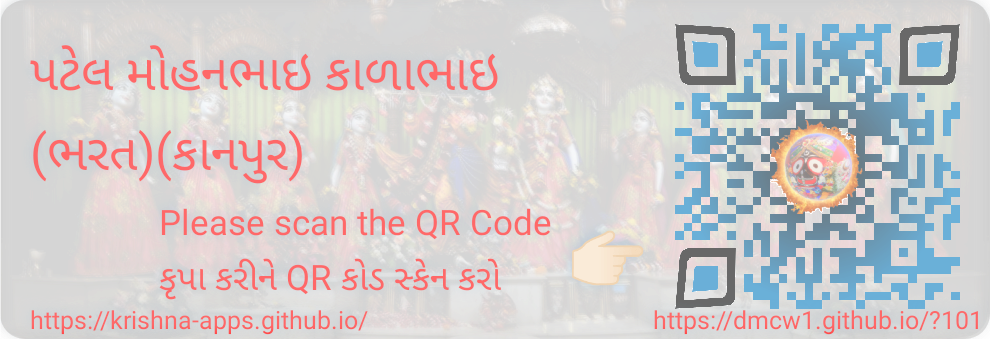 પટેલ મોહનભાઇ કાળાભાઇ
(ભરત)(કાનપુર)
Please scan the QR Code
કૃપા કરીને QR કોડ સ્કેન કરો
https://krishna-apps.github.io/
https://dmcw1.github.io/?101